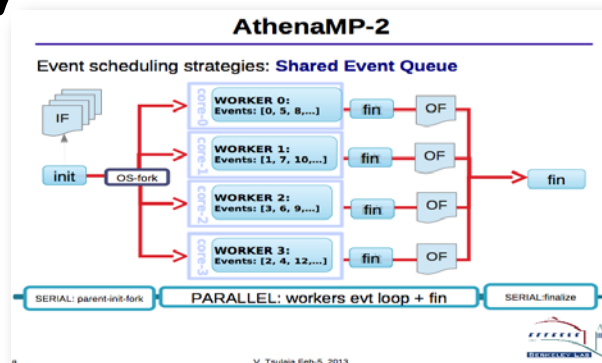 AthenaMP-2
Event scheduling strategies: Shared Event Queue
IF
init
OS-fork
core-0
WORKER 0:
Events: [0, 5, 8,...]
fin
OF
core-1
WORKER 1:
Events: [1, 7, 10,...]
fin
OF
core-2
WORKER 2:
Events: [3, 6, 9,...]
fin
OF
core-3
WORKER 3:
Events: [2, 4, 12,...]
fin
OF
fin
SERIAL: parent-init-fork
PARALLEL: workers evt loop + fin
SERIAL:finalize
V. Tsulaia Feb-5, 2013
BERKELEY LAB